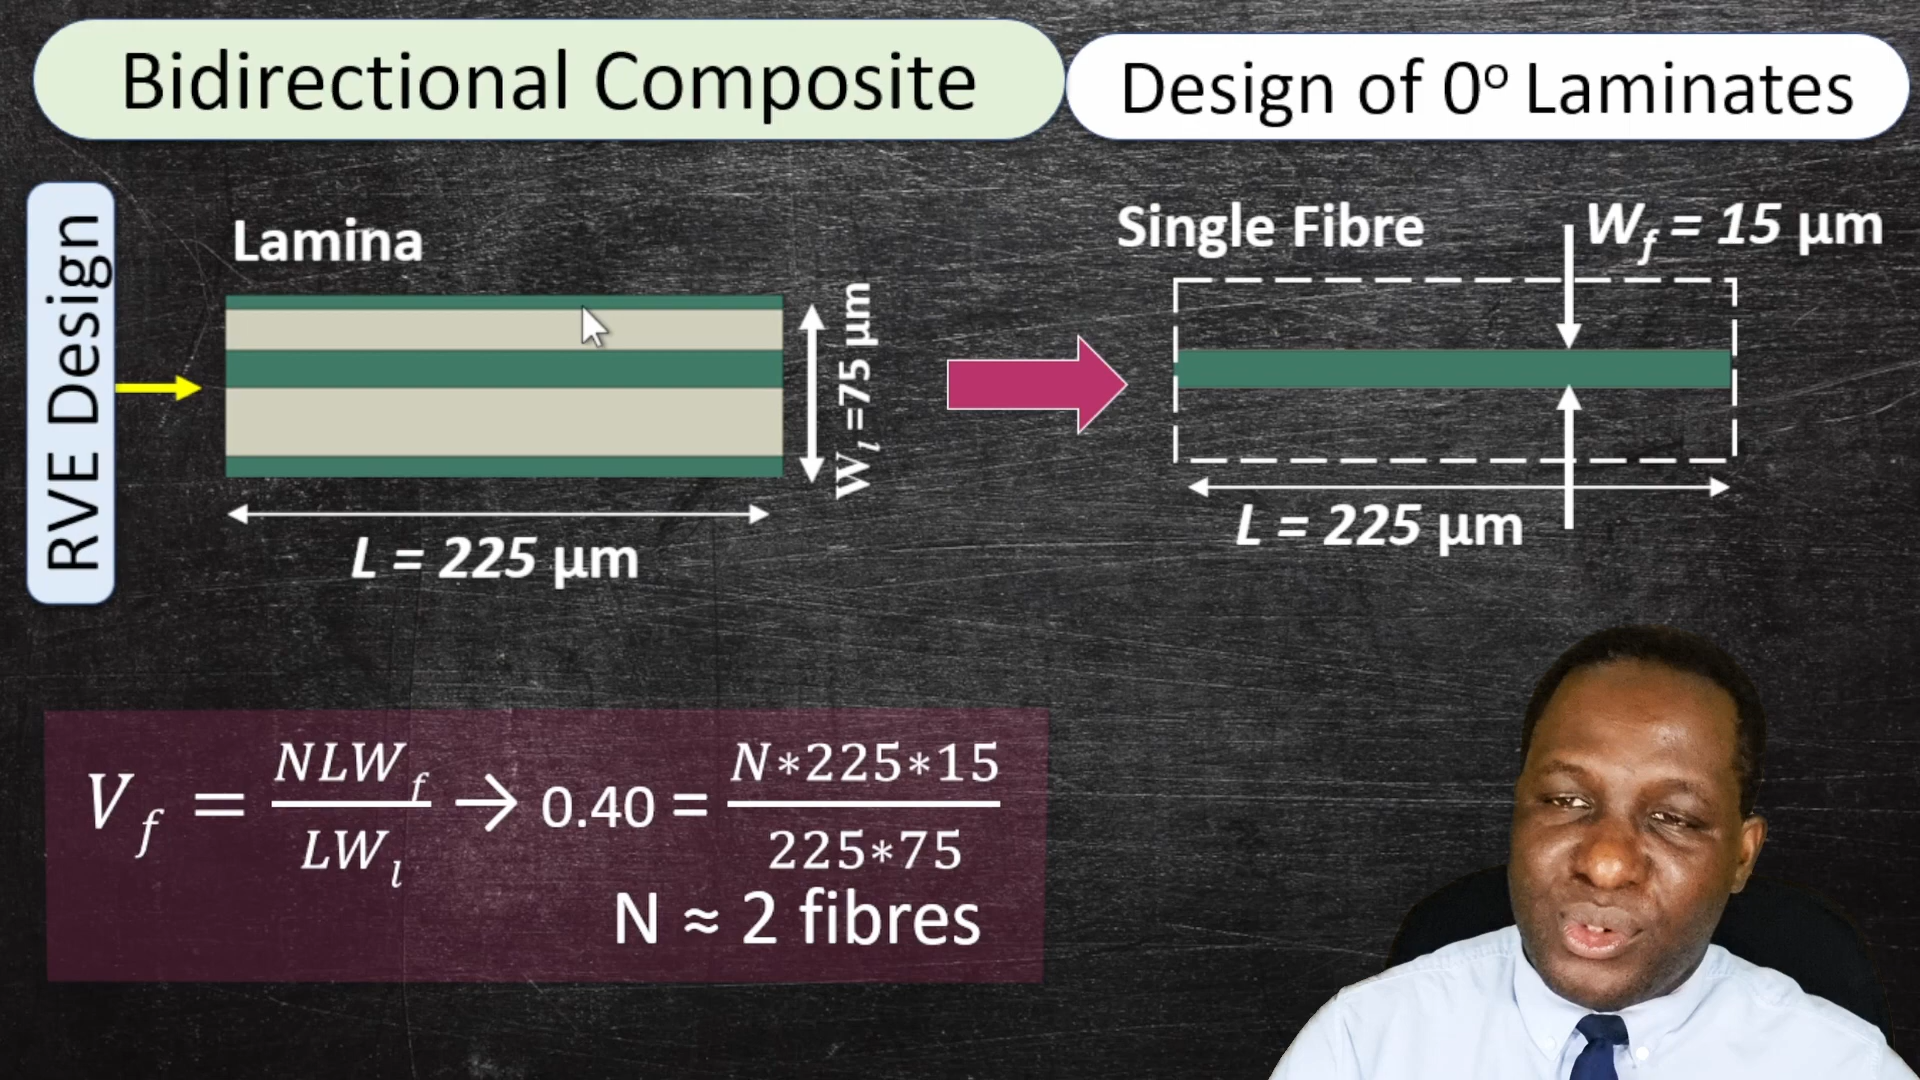 Bidirectional Composite
Design of 0º Laminates
RVE Design
Lamina
W_l =75 µm
L = 225 µm
Single Fibre
W_f = 15 µm
L = 225 µm
V_f = NLW_f / LW_l → 0.40 = N*225*15 / 225*75
N ≈ 2 fibres